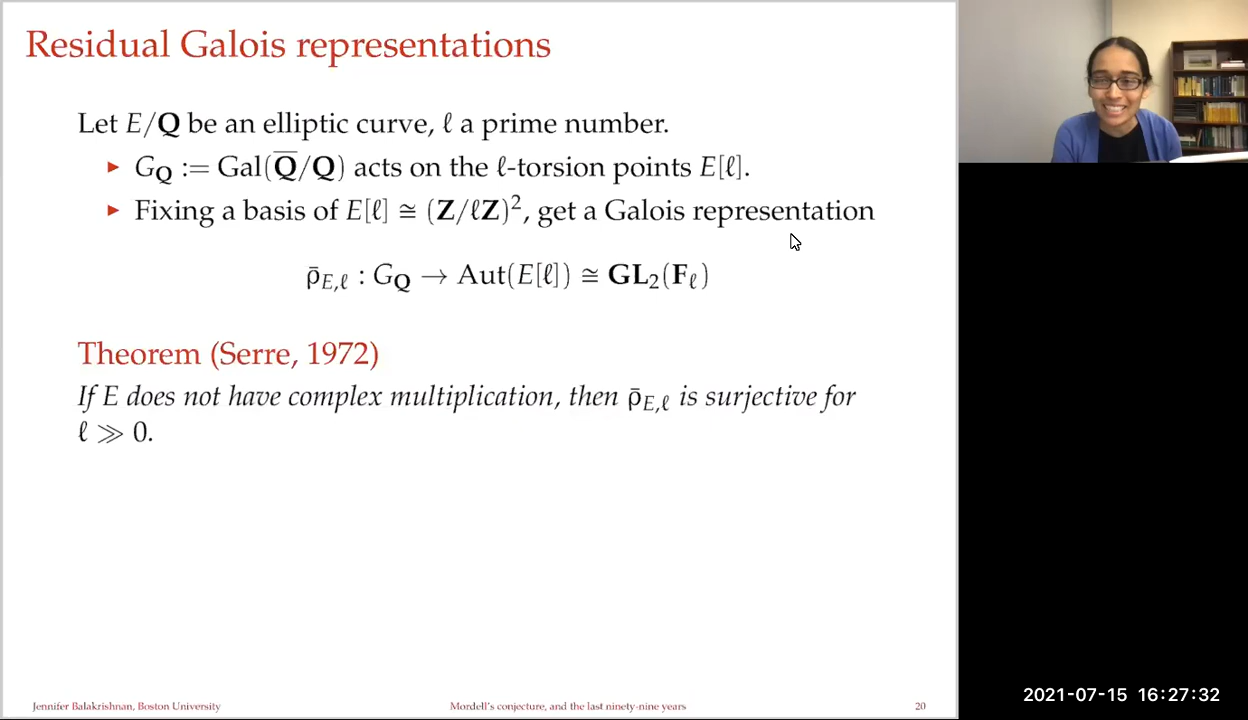 Residual Galois representations
Let E/Q be an elliptic curve, ℓ a prime number.
▶ G_Q := Gal(Q̅/Q) acts on the ℓ-torsion points E[ℓ].
▶ Fixing a basis of E[ℓ] ≅ (Z/ℓZ)², get a Galois representation
ρ̄_{E,ℓ} : G_Q → Aut(E[ℓ]) ≅ GL₂(F_ℓ)
Theorem (Serre, 1972)
If E does not have complex multiplication, then ρ̄_{E,ℓ} is surjective for
ℓ ≫ 0.
Jennifer Balakrishnan, Boston University
Mordell's conjecture, and the last ninety-nine years
20
2021-07-15 16:27:32